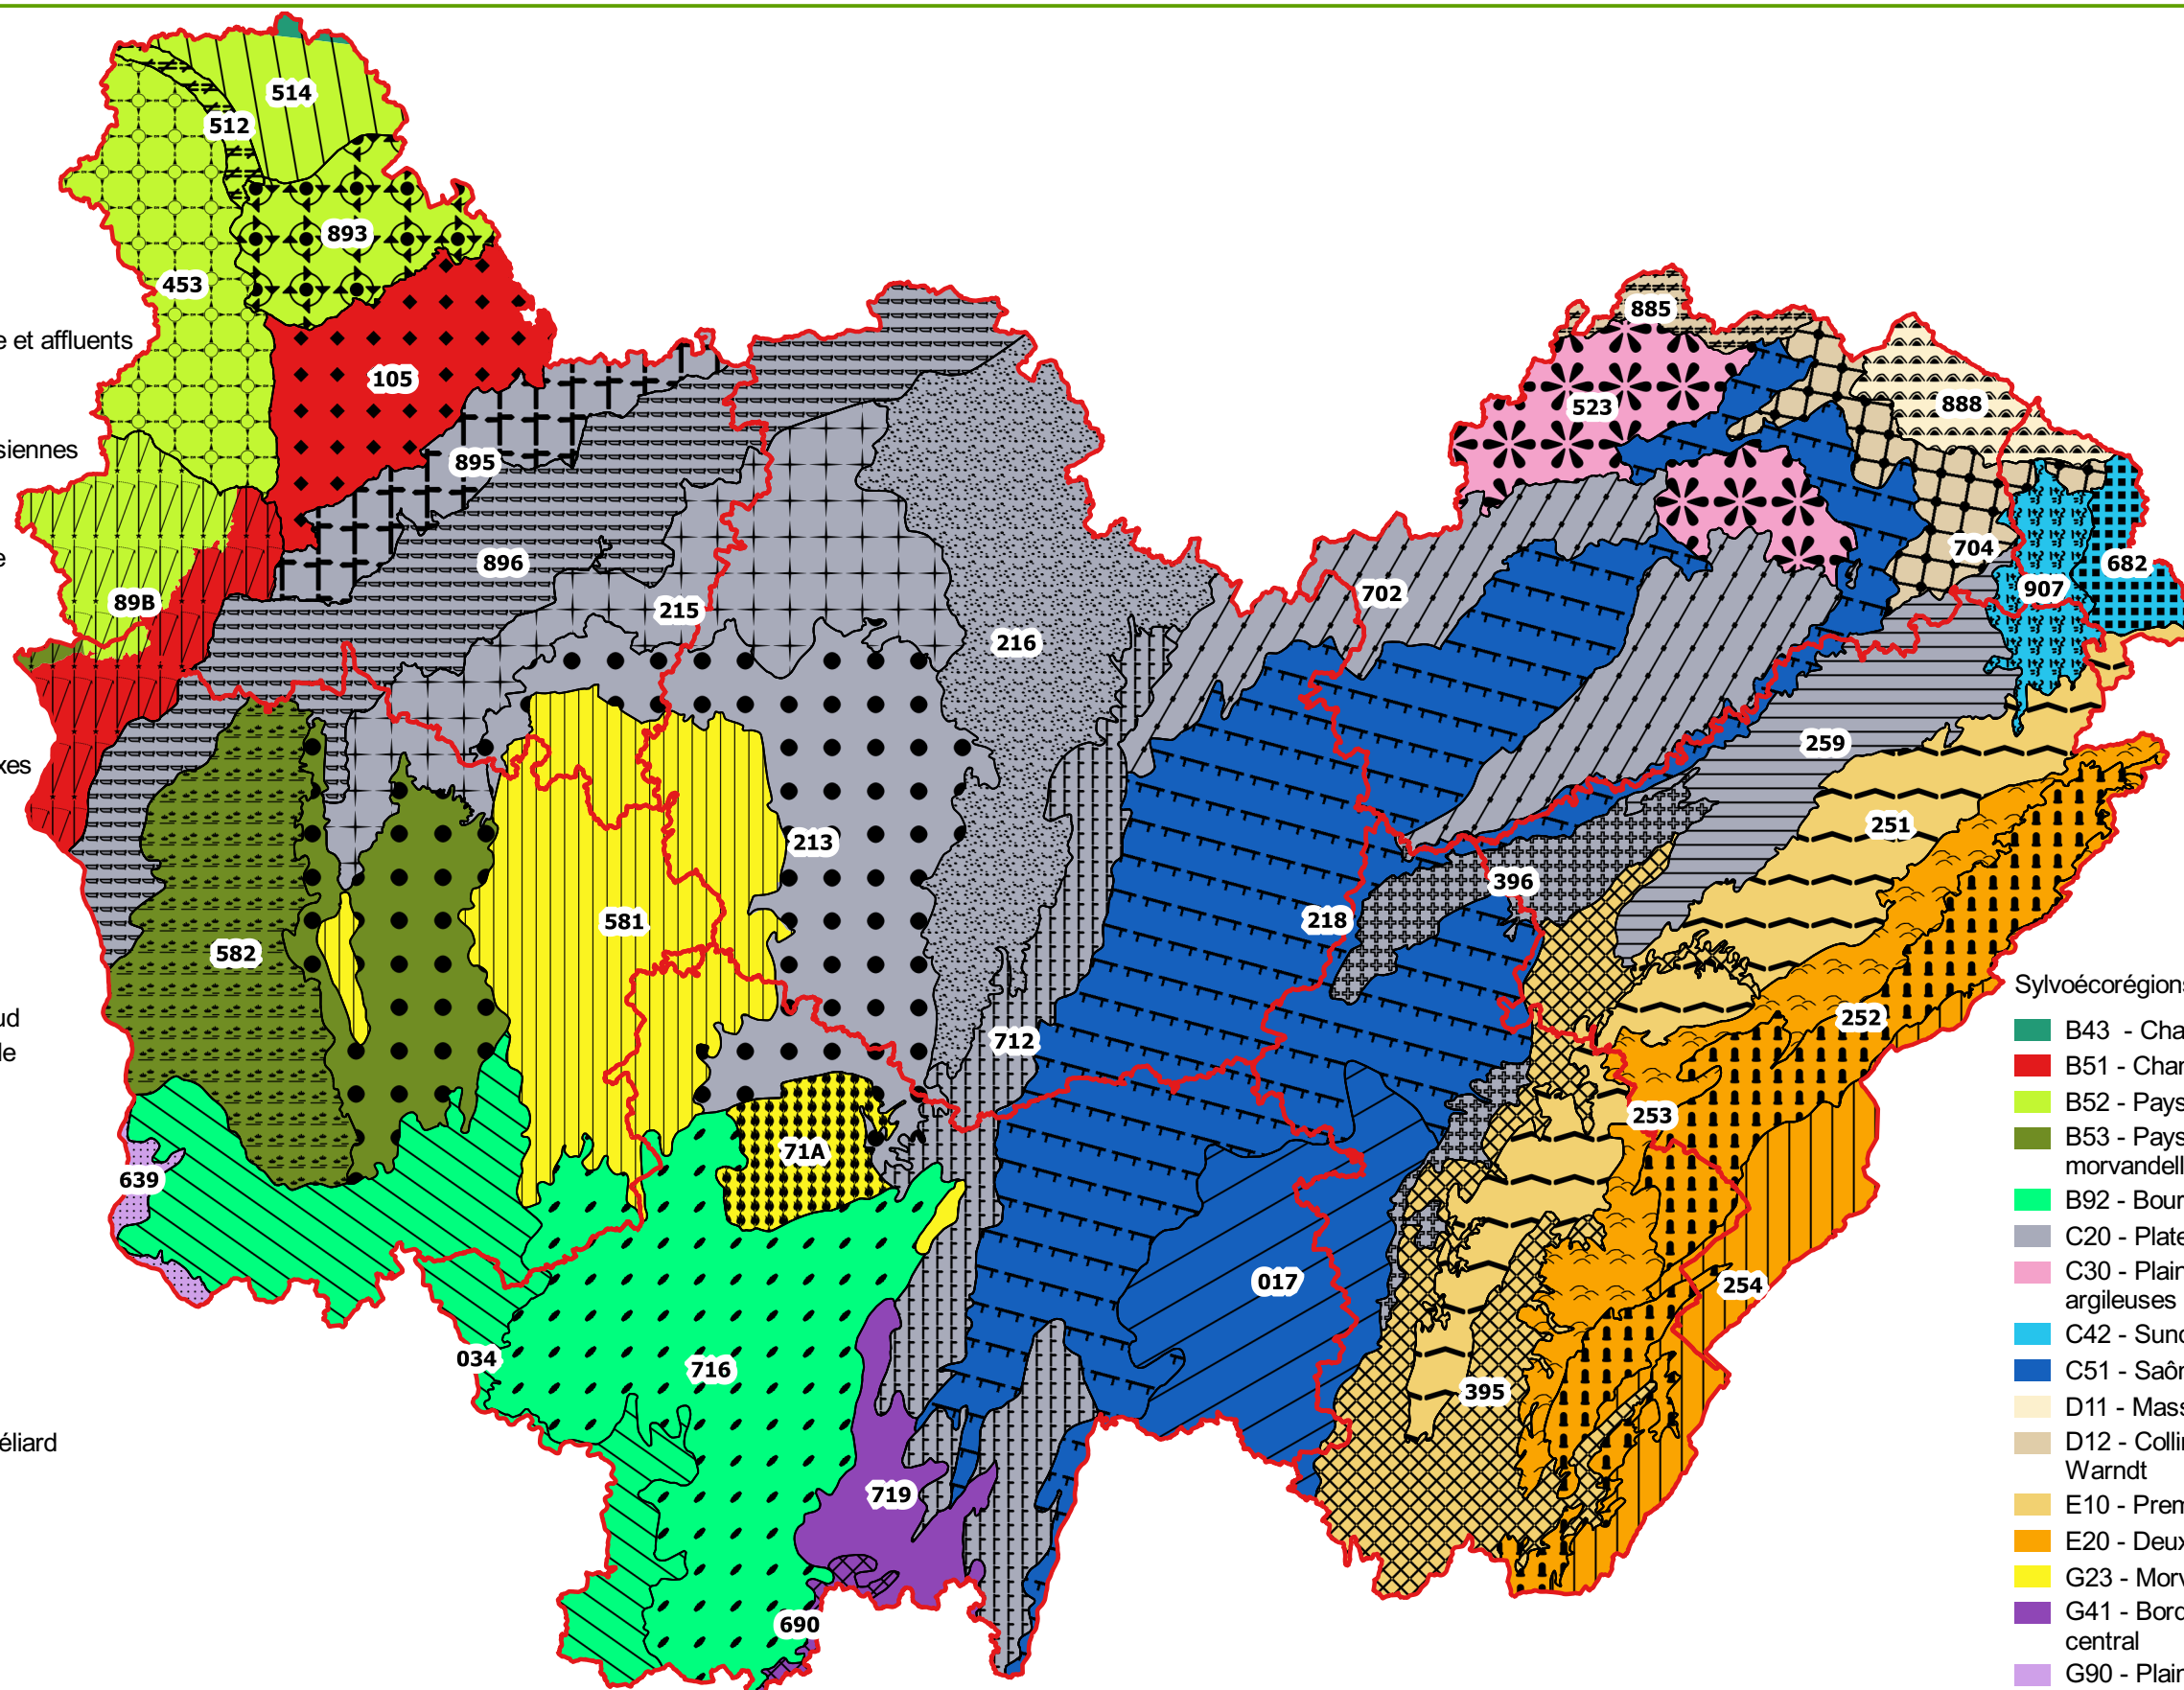 e et affluents
siennes
e
xes
ud
le
éliard
514
512
893
453
105
895
896
89B
215
216
213
581
582
639
034
716
71A
719
690
712
702
218
017
396
395
885
523
888
704
907
682
259
251
252
253
254
Sylvoécorégions
B43 - Cha
B51 - Char
B52 - Pays
B53 - Pays
morvandell
B92 - Bour
C20 - Plate
C30 - Plain
argileuses
C42 - Sund
C51 - Saôn
D11 - Mass
D12 - Collin
Warndt
E10 - Prem
E20 - Deux
G23 - Morv
G41 - Bord
central
G90 - Plain